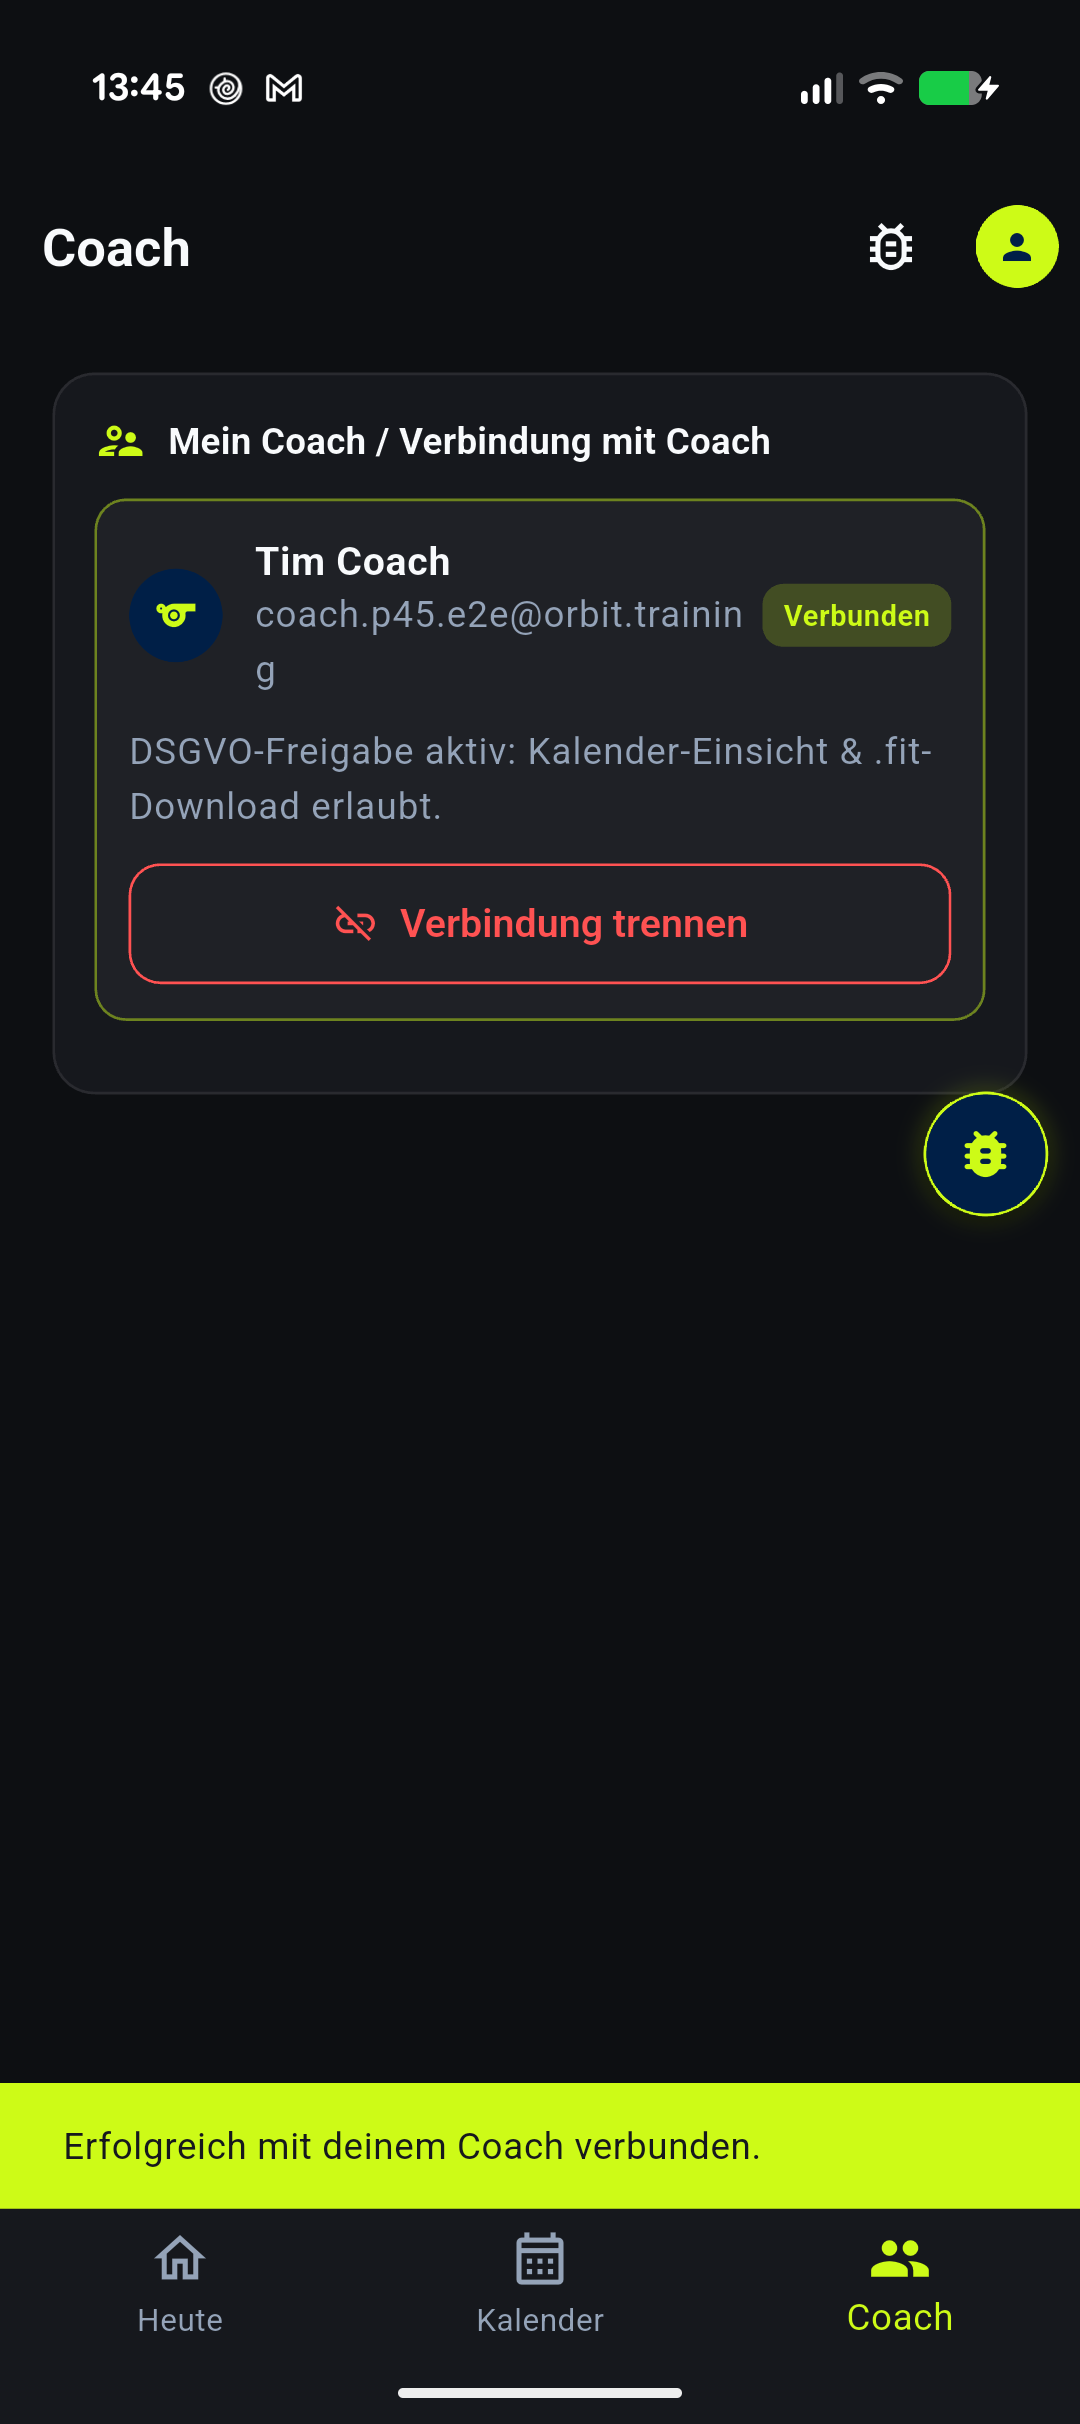 13:45
Coach
Mein Coach / Verbindung mit Coach
Tim Coach
coach.p45.e2e@orbit.trainin
g
Verbunden
DSGVO-Freigabe aktiv: Kalender-Einsicht & .fit-
Download erlaubt.
Verbindung trennen
Erfolgreich mit deinem Coach verbunden.
Heute
Kalender
Coach